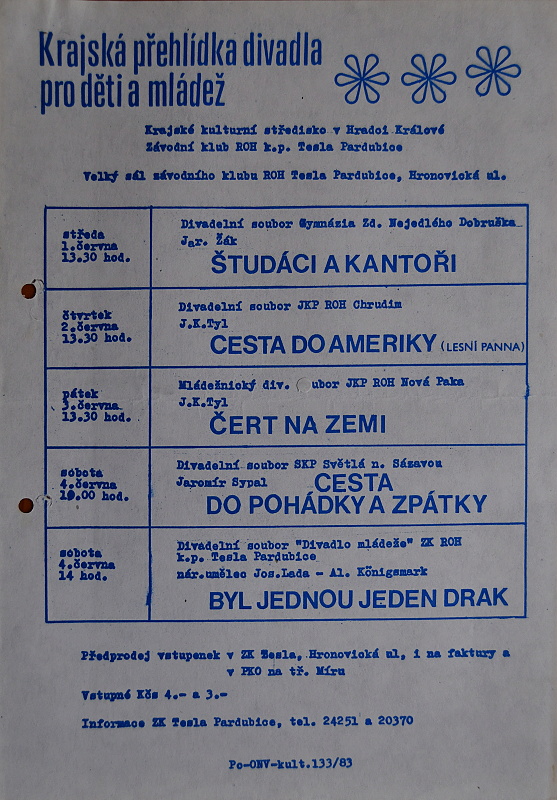 Krajská přehlídka divadla
pro děti a mládež
Krajské kulturní středisko v Hradci Králové
Závodní klub ROH k.p. Tesla Pardubice
Velký sál závodního klubu ROH Tesla Pardubice, Hronovická ul.
středa
1.června
13.30 hod.
Divadelní soubor Gymnázia Zd. Nejedlého Dobruška
Jar. Žák
ŠTUDÁCI A KANTOŘI
čtvrtek
2.června
13.30 hod.
Divadelní soubor JKP ROH Chrudim
J.K.Tyl
CESTA DO AMERIKY (LESNÍ PANNA)
pátek
3.června
13.30 hod.
Mládežnický div. ubor JKP ROH Nová Paka
J.K.Tyl
ČERT NA ZEMI
sobota
4.června
10.00 hod.
Divadelní soubor SKP Světlá n. Sázavou
Jaromír Sypal CESTA
DO POHÁDKY A ZPÁTKY
sobota
4.června
14 hod.
Divadelní soubor "Divadlo mládeže" ZK ROH
k.p. Tesla Pardubice
nár.umělec Jos.Lada - Al. Königsmark
BYL JEDNOU JEDEN DRAK
Předprodej vstupenek v ZK Tesla, Hronovická ul, i na faktury a
v PKO na tř. Míru
Vstupné Kčs 4.- a 3.-
Informace ZK Tesla Pardubice, tel. 24251 a 20370
Pc-ONV-kult.133/83